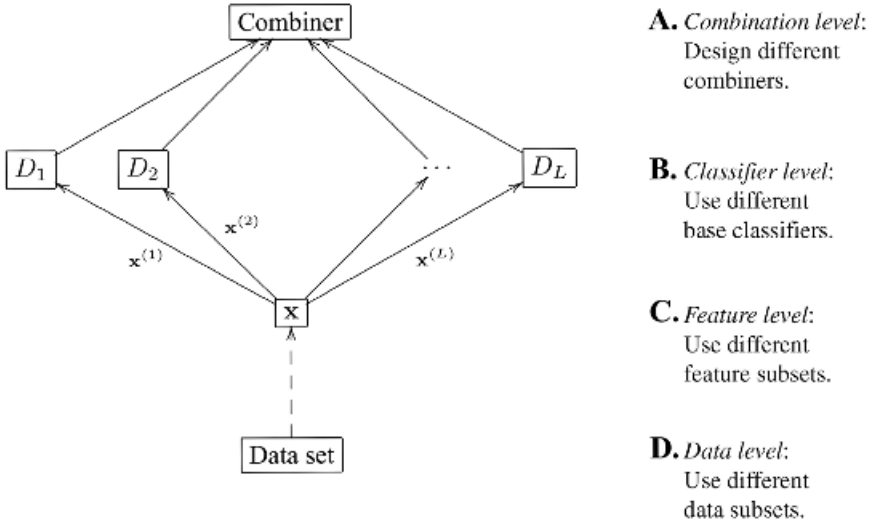 Combiner
A. Combination level:
Design different
combiners.
D₁
D₂
···
D_L
B. Classifier level:
Use different
base classifiers.
x⁽¹⁾
x⁽²⁾
x⁽ᴸ⁾
x
C. Feature level:
Use different
feature subsets.
Data set
D. Data level:
Use different
data subsets.